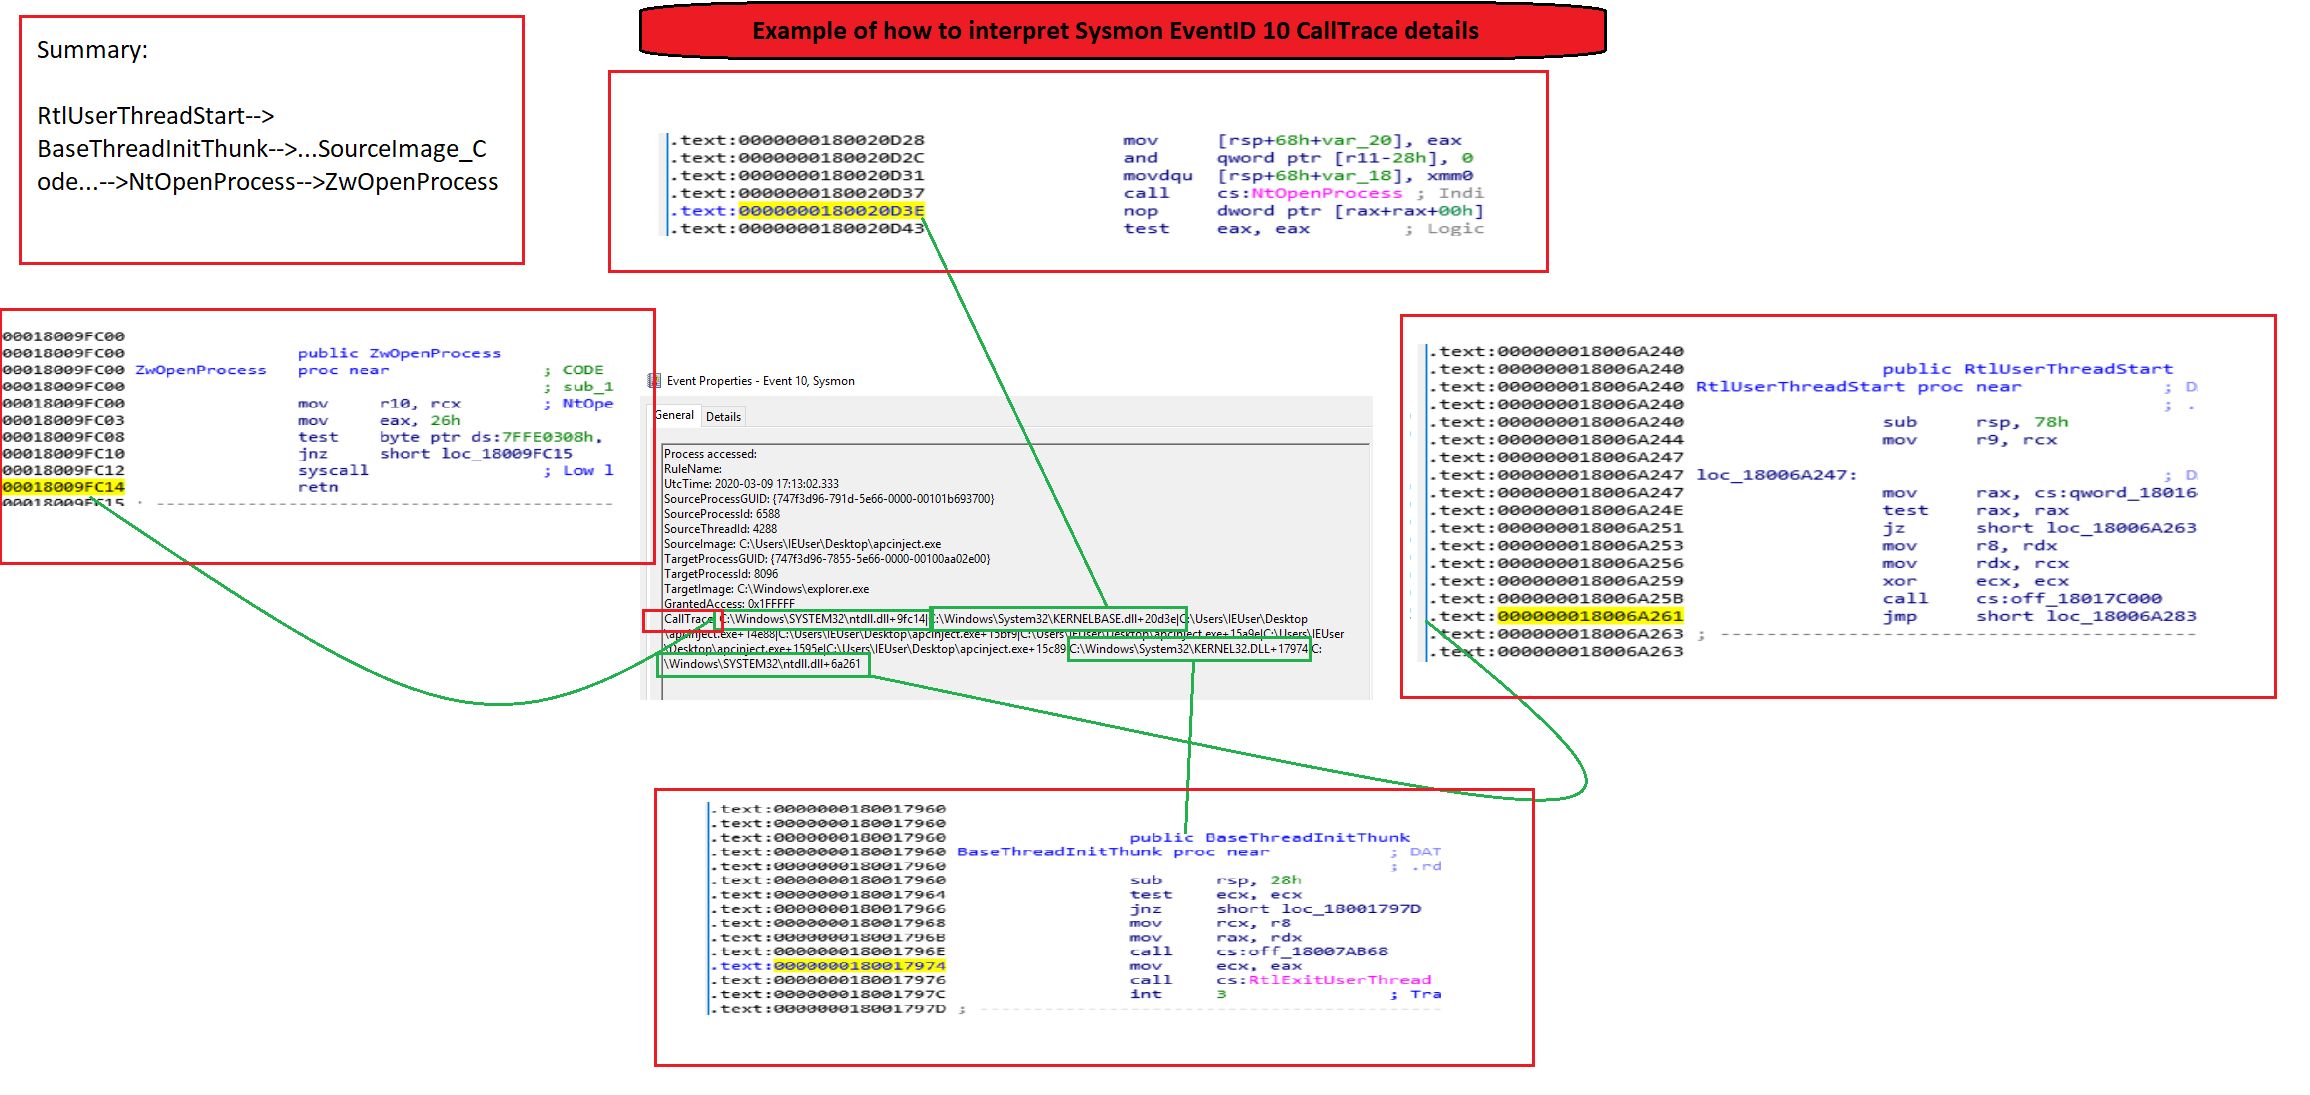 Example of how to interpret Sysmon EventID 10 CallTrace details
Summary:
RtlUserThreadStart-->
BaseThreadInitThunk-->...SourceImage_C
ode...-->NtOpenProcess-->ZwOpenProcess
.text:0000000180020D28 mov [rsp+68h+var_20], eax
.text:0000000180020D2C and qword ptr [r11-28h], 0
.text:0000000180020D31 movdqu [rsp+68h+var_18], xmm0
.text:0000000180020D37 call cs:NtOpenProcess ; Indi
.text:0000000180020D3E nop dword ptr [rax+rax+00h]
.text:0000000180020D43 test eax, eax ; Logic
00018009FC00
00018009FC00 public ZwOpenProcess
00018009FC00 ZwOpenProcess proc near ; CODE
00018009FC00 ; sub_1
00018009FC00 mov r10, rcx ; NtOpe
00018009FC03 mov eax, 26h
00018009FC08 test byte ptr ds:7FFE0308h,
00018009FC10 jnz short loc_18009FC15
00018009FC12 syscall ; Low l
00018009FC14 retn
00018009FC15 ; ---------------------------------------
Event Properties - Event 10, Sysmon
General Details
Process accessed:
RuleName:
UtcTime: 2020-03-09 17:13:02.333
SourceProcessGUID: {747f3d96-791d-5e66-0000-00101b693700}
SourceProcessId: 6588
SourceThreadId: 4288
SourceImage: C:\Users\IEUser\Desktop\apcinject.exe
TargetProcessGUID: {747f3d96-7855-5e66-0000-00100aa02e00}
TargetProcessId: 8096
TargetImage: C:\Windows\explorer.exe
GrantedAccess: 0x1FFFFF
CallTrace: C:\Windows\SYSTEM32\ntdll.dll+9fc14|C:\Windows\System32\KERNELBASE.dll+20d3e|C:\Users\IEUser\Desktop
\apcinject.exe+14e88|C:\Users\IEUser\Desktop\apcinject.exe+15bf9|C:\Users\IEUser\Desktop\apcinject.exe+15a9e|C:\Users\IEUser
\Desktop\apcinject.exe+1595e|C:\Users\IEUser\Desktop\apcinject.exe+15c89|C:\Windows\System32\KERNEL32.DLL+17974|C:
\Windows\SYSTEM32\ntdll.dll+6a261
.text:000000018006A240
.text:000000018006A240 public RtlUserThreadStart
.text:000000018006A240 RtlUserThreadStart proc near ; D
.text:000000018006A240 ; .
.text:000000018006A240 sub rsp, 78h
.text:000000018006A244 mov r9, rcx
.text:000000018006A247
.text:000000018006A247 loc_18006A247: ; D
.text:000000018006A247 mov rax, cs:qword_18016
.text:000000018006A24E test rax, rax
.text:000000018006A251 jz short loc_18006A263
.text:000000018006A253 mov r8, rdx
.text:000000018006A256 mov rdx, rcx
.text:000000018006A259 xor ecx, ecx
.text:000000018006A25B call cs:off_18017C000
.text:000000018006A261 jmp short loc_18006A283
.text:000000018006A263 ; ---------------------------------------
.text:000000018006A263
.text:0000000180017960
.text:0000000180017960
.text:0000000180017960 public BaseThreadInitThunk
.text:0000000180017960 BaseThreadInitThunk proc near ; DAT
.text:0000000180017960 ; .rd
.text:0000000180017960 sub rsp, 28h
.text:0000000180017964 test ecx, ecx
.text:0000000180017966 jnz short loc_18001797D
.text:0000000180017968 mov rcx, r8
.text:000000018001796B mov rax, rdx
.text:000000018001796E call cs:off_18007AB68
.text:0000000180017974 mov ecx, eax
.text:0000000180017976 call cs:RtlExitUserThread
.text:000000018001797C int 3 ; Tra
.text:000000018001797D ; ---------------------------------------